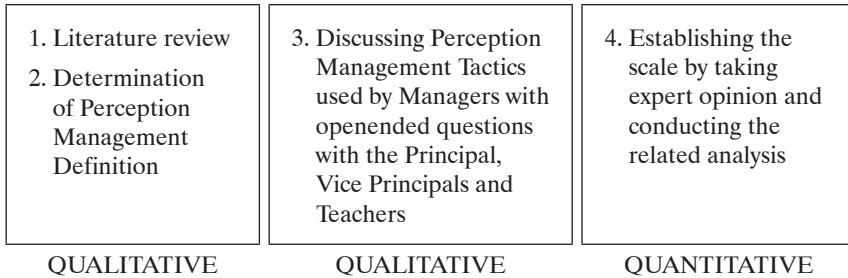 1. Literature review
2. Determination
of Perception
Management
Definition
QUALITATIVE
3. Discussing Perception
Management Tactics
used by Managers with
openended questions
with the Principal,
Vice Principals and
Teachers
QUALITATIVE
4. Establishing the
scale by taking
expert opinion and
conducting the
related analysis
QUANTITATIVE